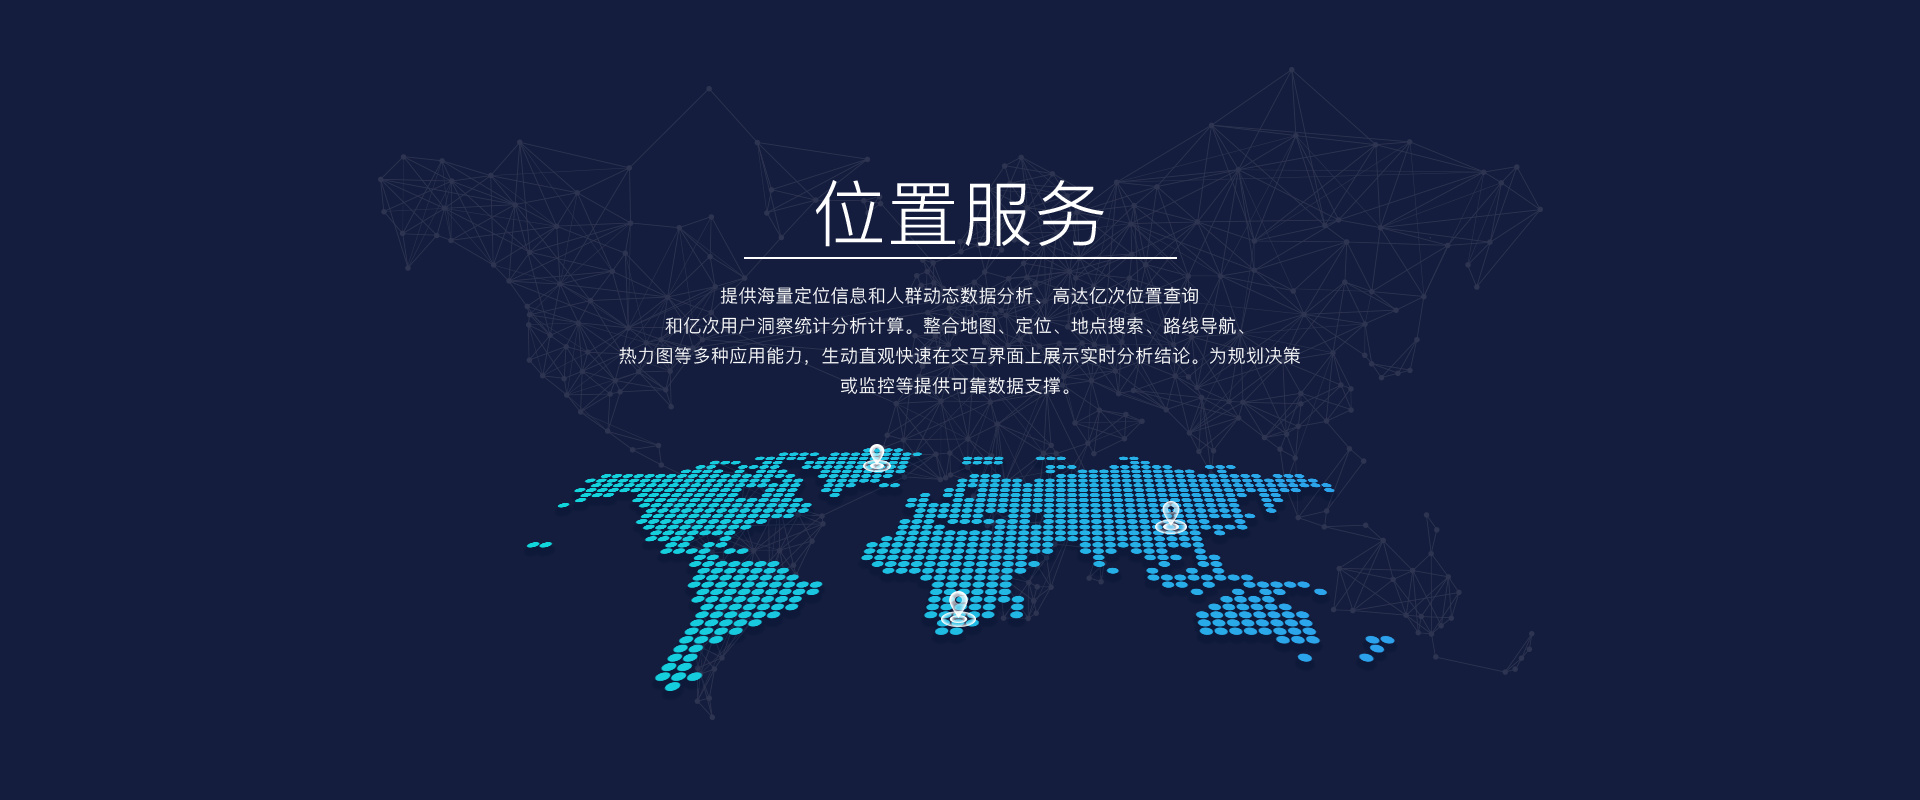 位置服务
提供海量定位信息和人群动态数据分析、高达亿次位置查询
和亿次用户洞察统计分析计算。整合地图、定位、地点搜索、路线导航、
热力图等多种应用能力，生动直观快速在交互界面上展示实时分析结论。为规划决策
或监控等提供可靠数据支撑。